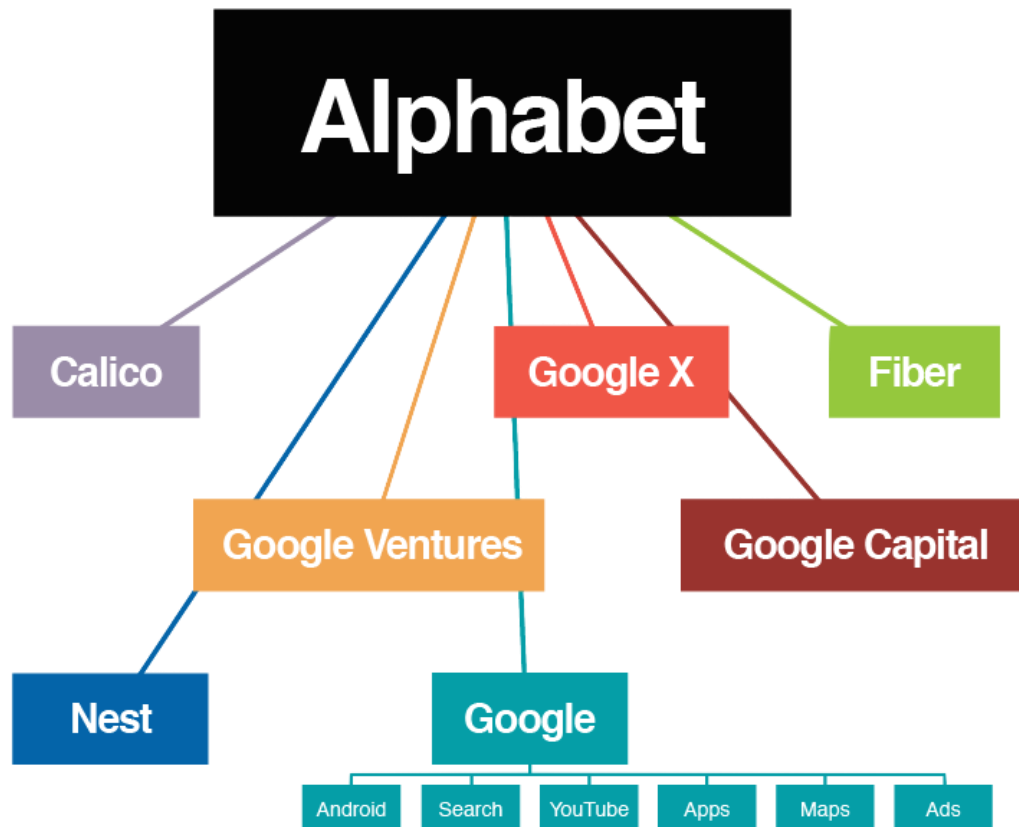 Alphabet
Calico
Google X
Fiber
Google Ventures
Google Capital
Nest
Google
Android
Search
YouTube
Apps
Maps
Ads